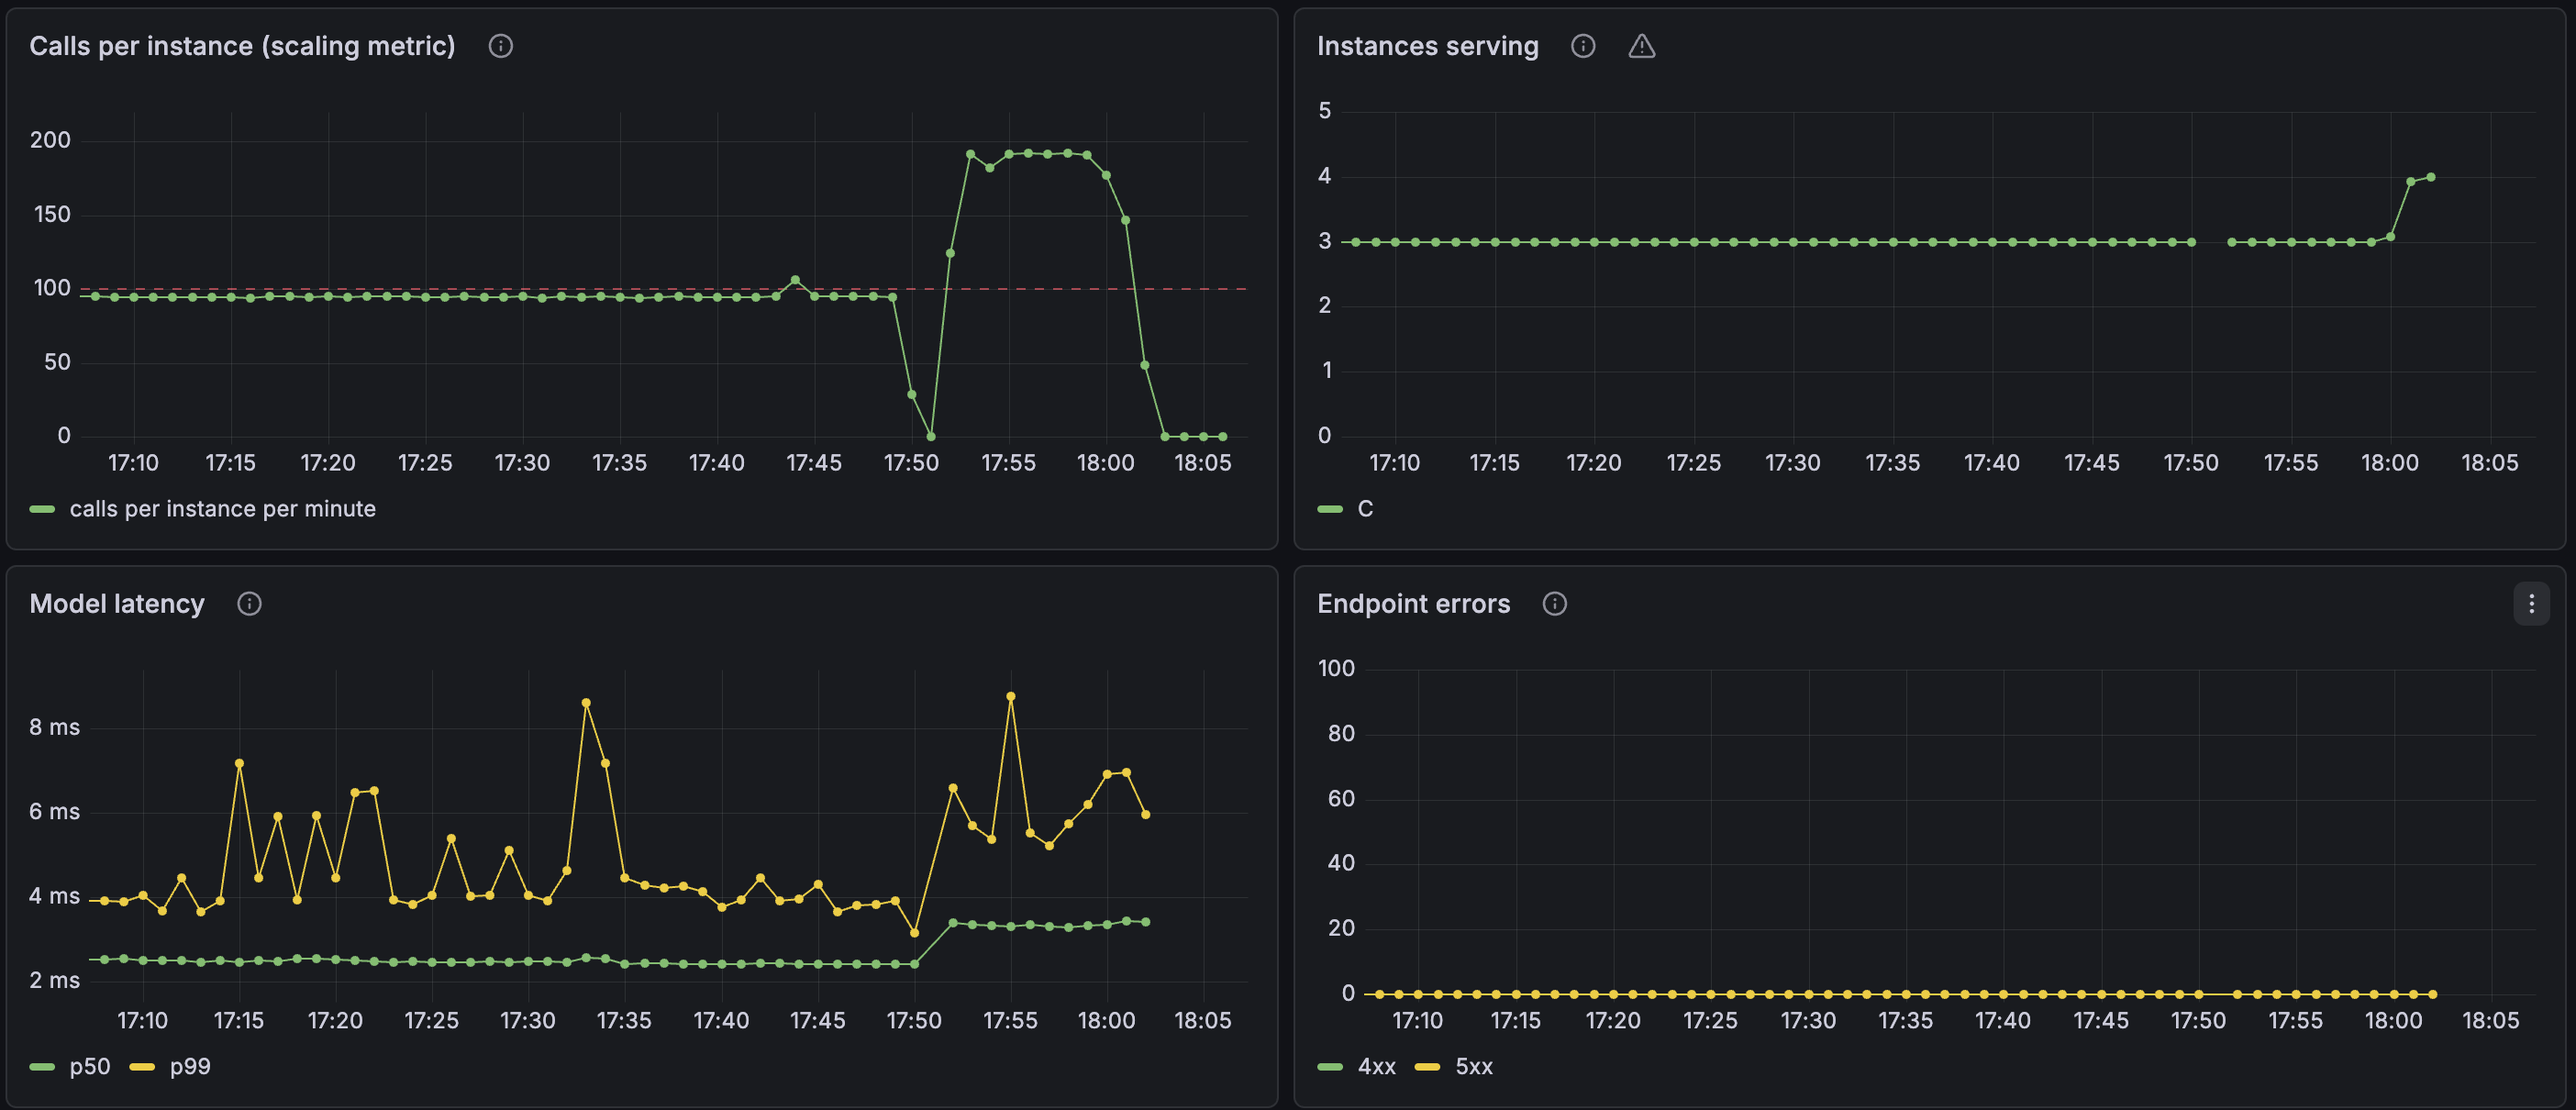 Calls per instance (scaling metric)
200
150
100
50
0
17:10 17:15 17:20 17:25 17:30 17:35 17:40 17:45 17:50 17:55 18:00 18:05
calls per instance per minute
Instances serving
5
4
3
2
1
0
17:10 17:15 17:20 17:25 17:30 17:35 17:40 17:45 17:50 17:55 18:00 18:05
C
Model latency
8 ms
6 ms
4 ms
2 ms
17:10 17:15 17:20 17:25 17:30 17:35 17:40 17:45 17:50 17:55 18:00 18:05
p50 p99
Endpoint errors
100
80
60
40
20
0
17:10 17:15 17:20 17:25 17:30 17:35 17:40 17:45 17:50 17:55 18:00 18:05
4xx 5xx